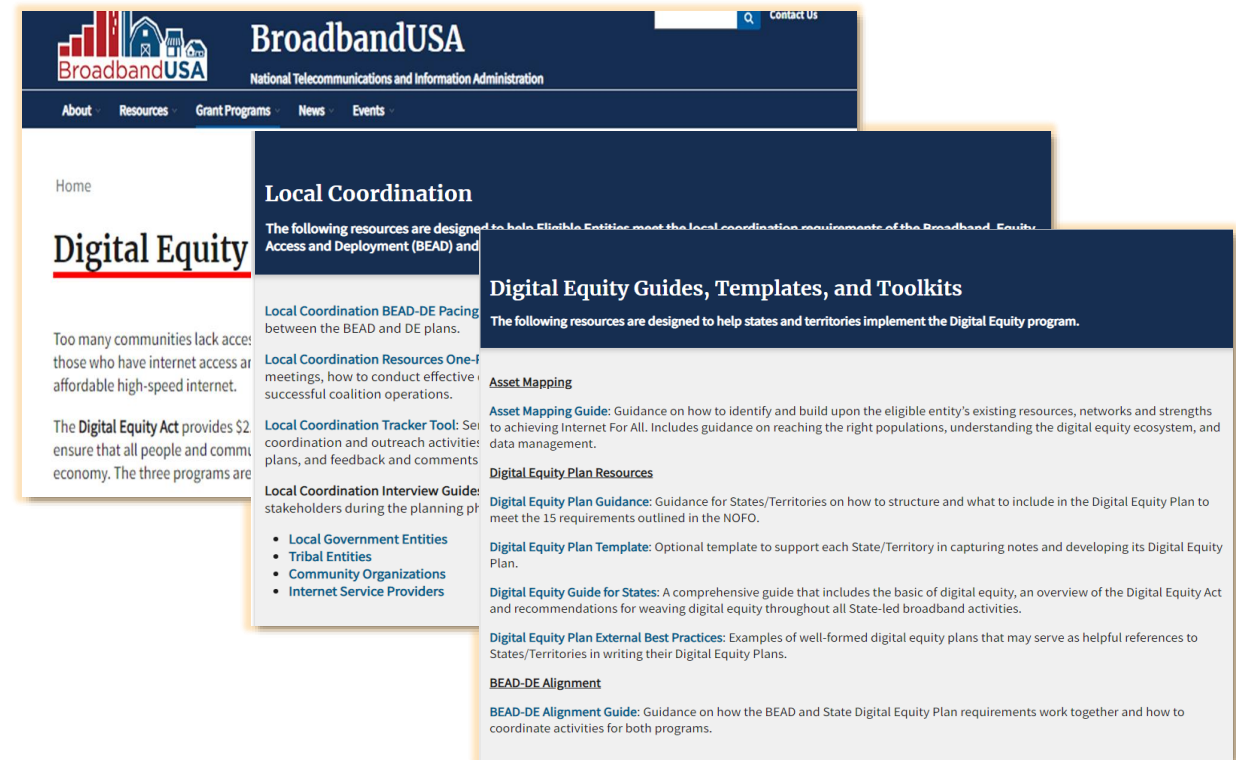 BroadbandUSA
BroadbandUSA
National Telecommunications and Information Administration
Contact Us
About
Resources
Grant Programs
News
Events
Home
Digital Equity
Too many communities lack
those who have internet access
affordable high-speed internet.
The Digital Equity Act provides
ensure that all people and
economy. The three programs are
Local Coordination
The following resources are designed to help Eligible Entities meet the local coordination requirements of the Broadband, Equity
Access and Deployment (BEAD) and
Local Coordination BEAD-DE Pacing
between the BEAD and DE plans.
Local Coordination Resources
meetings, how to conduct effective
successful coalition operations.
Local Coordination Tracker Tool:
coordination and outreach activities
plans, and feedback and comments
Local Coordination Interview Guides
stakeholders during the planning
• Local Government Entities
• Tribal Entities
• Community Organizations
• Internet Service Providers
Digital Equity Guides, Templates, and Toolkits
The following resources are designed to help states and territories implement the Digital Equity program.
Asset Mapping
Asset Mapping Guide: Guidance on how to identify and build upon the eligible entity's existing resources, networks and strengths
to achieving Internet For All. Includes guidance on reaching the right populations, understanding the digital equity ecosystem, and
data management.
Digital Equity Plan Resources
Digital Equity Plan Guidance: Guidance for States/Territories on how to structure and what to include in the Digital Equity Plan to
meet the 15 requirements outlined in the NOFO.
Digital Equity Plan Template: Optional template to support each State/Territory in capturing notes and developing its Digital Equity
Plan.
Digital Equity Guide for States: A comprehensive guide that includes the basic of digital equity, an overview of the Digital Equity Act
and recommendations for weaving digital equity throughout all State-led broadband activities.
Digital Equity Plan External Best Practices: Examples of well-formed digital equity plans that may serve as helpful references to
States/Territories in writing their Digital Equity Plans.
BEAD-DE Alignment
BEAD-DE Alignment Guide: Guidance on how the BEAD and State Digital Equity Plan requirements work together and how to
coordinate activities for both programs.